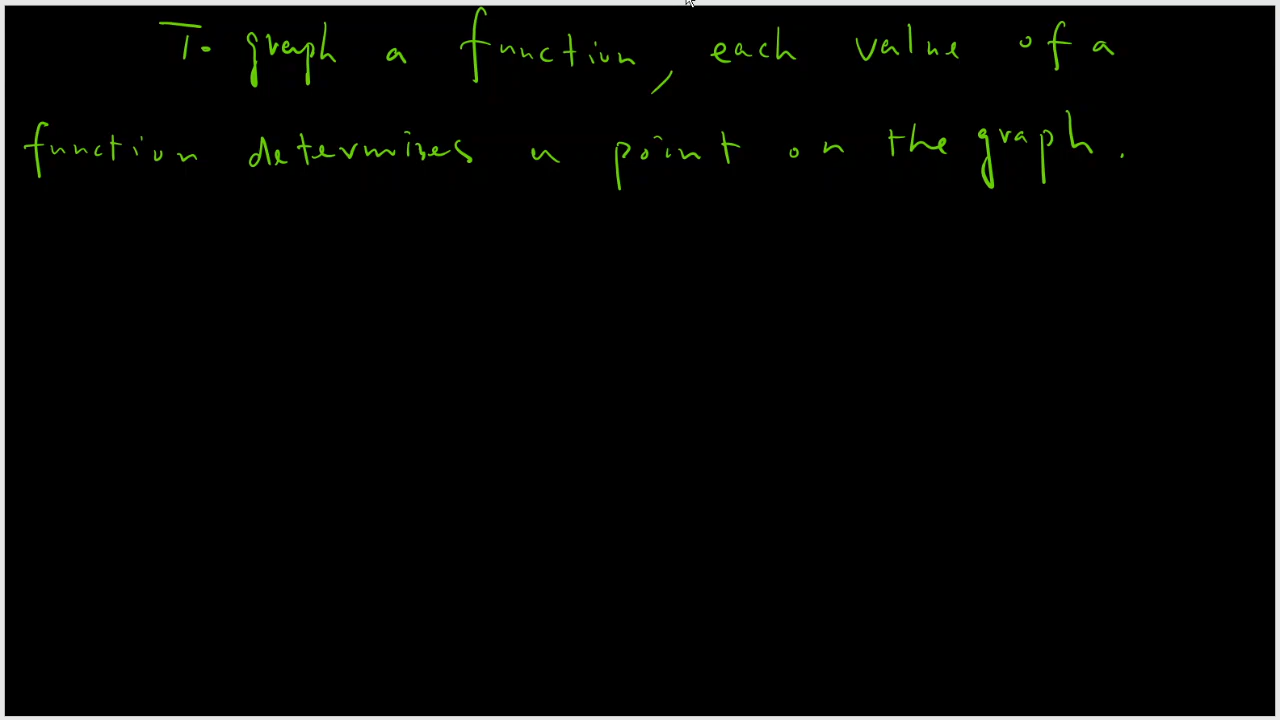 To graph a function, each value of a
function determines a point on the graph.